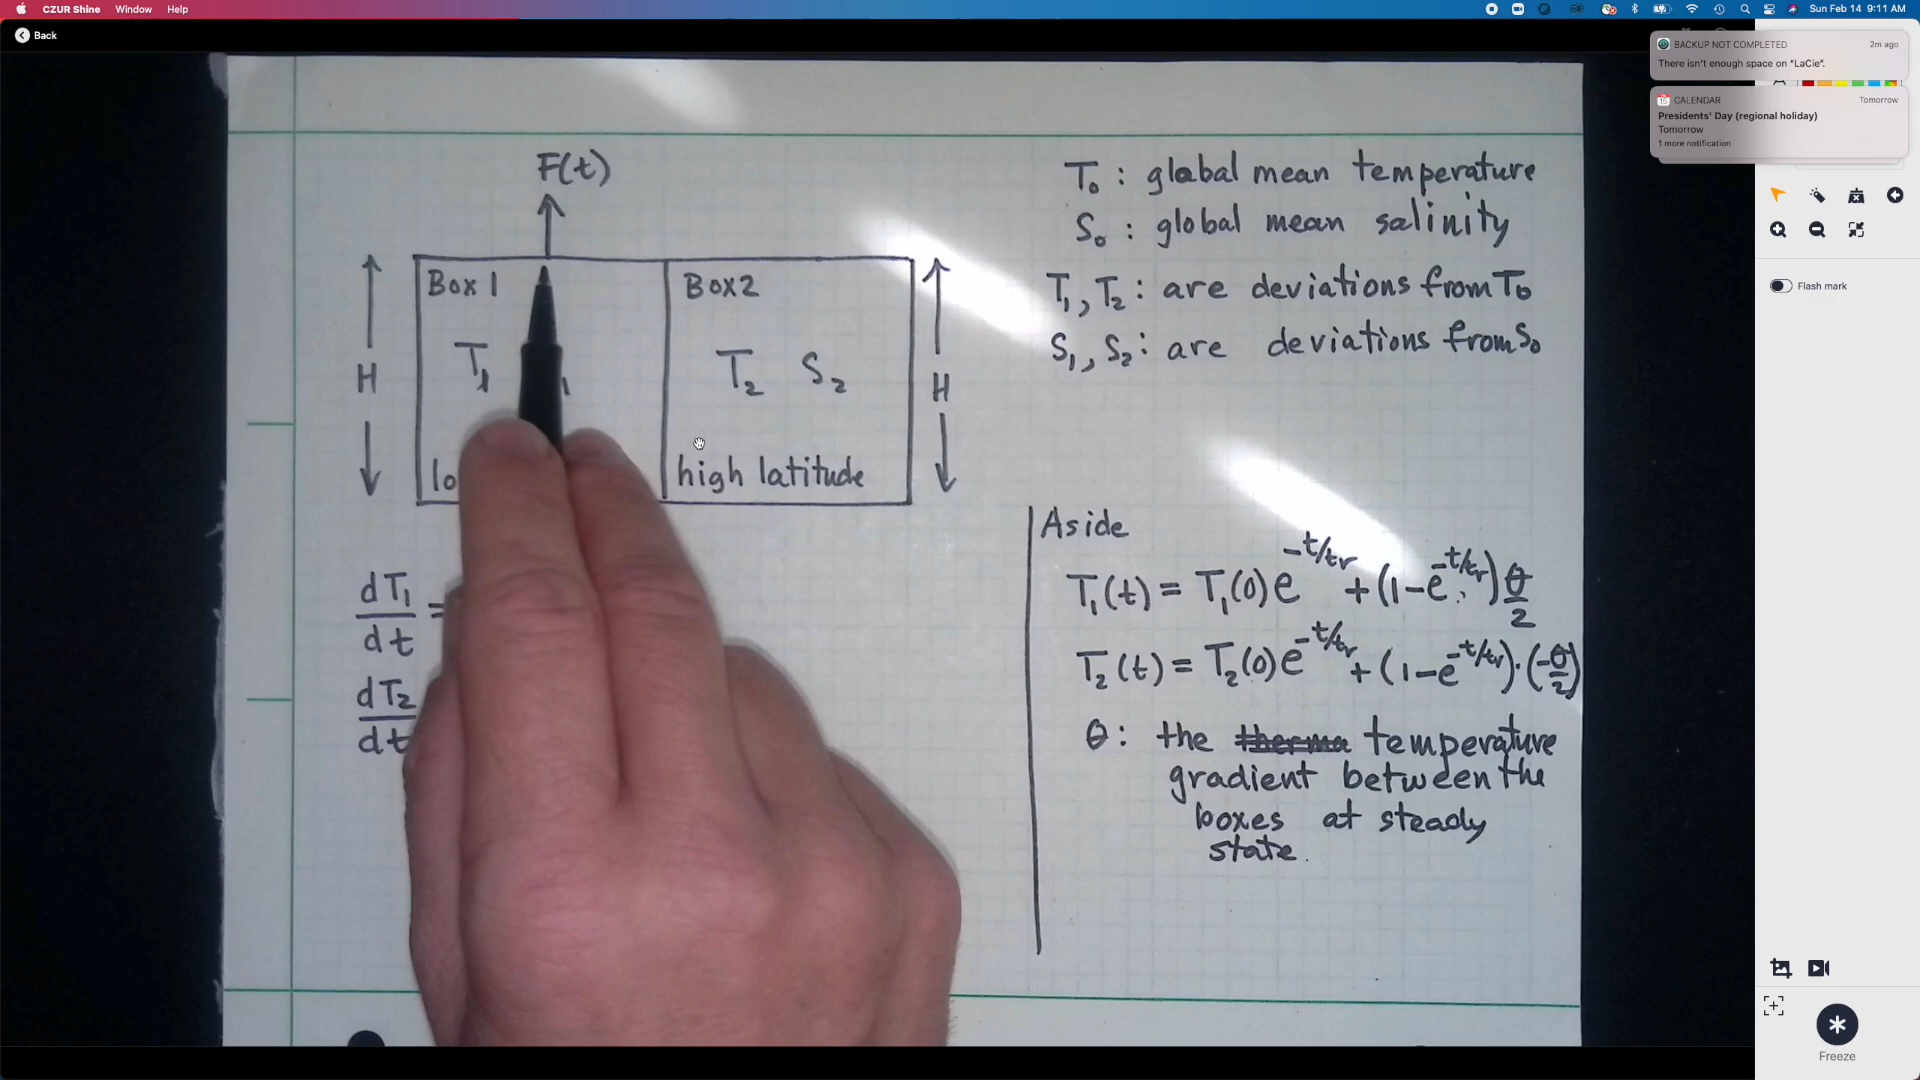 CZUR Shine Window Help
Sun Feb 14 9:11 AM
Back
BACKUP NOT COMPLETED 2m ago
There isn't enough space on "LaCie".
CALENDAR Tomorrow
Presidents' Day (regional holiday)
Tomorrow
1 more notification
Flash mark
Freeze
F(t)
Box 1
Box 2
T₁
T₂ S₂
H
H
high latitude
T₀ : global mean temperature
S₀ : global mean salinity
T₁, T₂ : are deviations from T₀
S₁, S₂ : are deviations from S₀
dT₁/dt =
dT₂/dt
Aside
T₁(t) = T₁(0)e^(-t/tr) + (1-e^(-t/tr)) θ/2
T₂(t) = T₂(0)e^(-t/tr) + (1-e^(-t/tr))·(-θ/2)
θ: the therma temperature
gradient between the
boxes at steady
state.